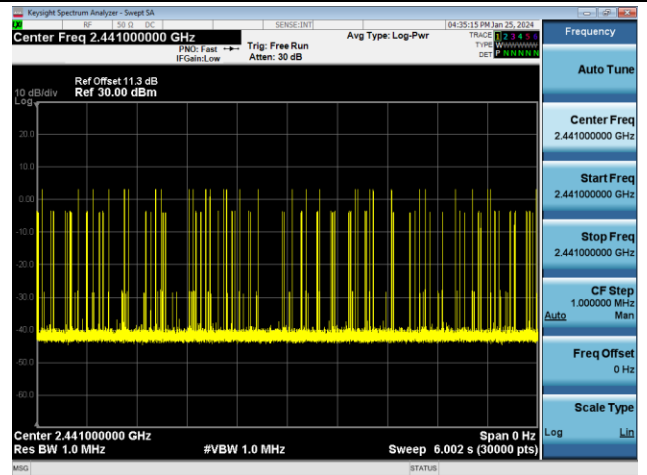 Keysight Spectrum Analyzer - Swept SA
RF 50 Ω DC SENSE:INT 04:35:15 PM Jan 25, 2024
Center Freq 2.441000000 GHz Avg Type: Log-Pwr TRACE 1 2 3 4 5 6
PNO: Fast Trig: Free Run TYPE WWWWWW
IFGain:Low Atten: 30 dB DET P N N N N N
Ref Offset 11.3 dB
10 dB/div Ref 30.00 dBm
Log
20.0
10.0
0.00
-10.0
-20.0
-30.0
-40.0
-50.0
-60.0
Center 2.441000000 GHz Span 0 Hz
Res BW 1.0 MHz #VBW 1.0 MHz Sweep 6.002 s (30000 pts)
MSG STATUS
Frequency
Auto Tune
Center Freq
2.441000000 GHz
Start Freq
2.441000000 GHz
Stop Freq
2.441000000 GHz
CF Step
1.000000 MHz
Auto Man
Freq Offset
0 Hz
Scale Type
Log Lin